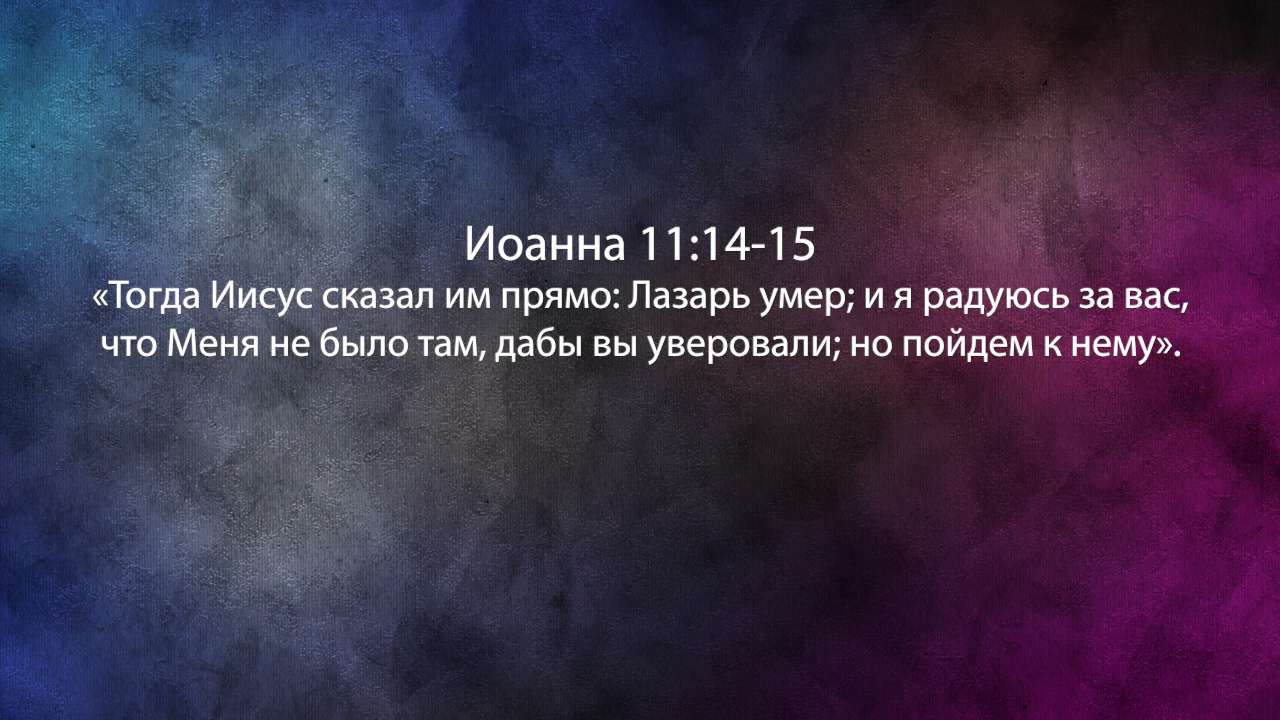 Иоанна 11:14-15
«Тогда Иисус сказал им прямо: Лазарь умер; и я радуюсь за вас,
что Меня не было там, дабы вы уверовали; но пойдем к нему».